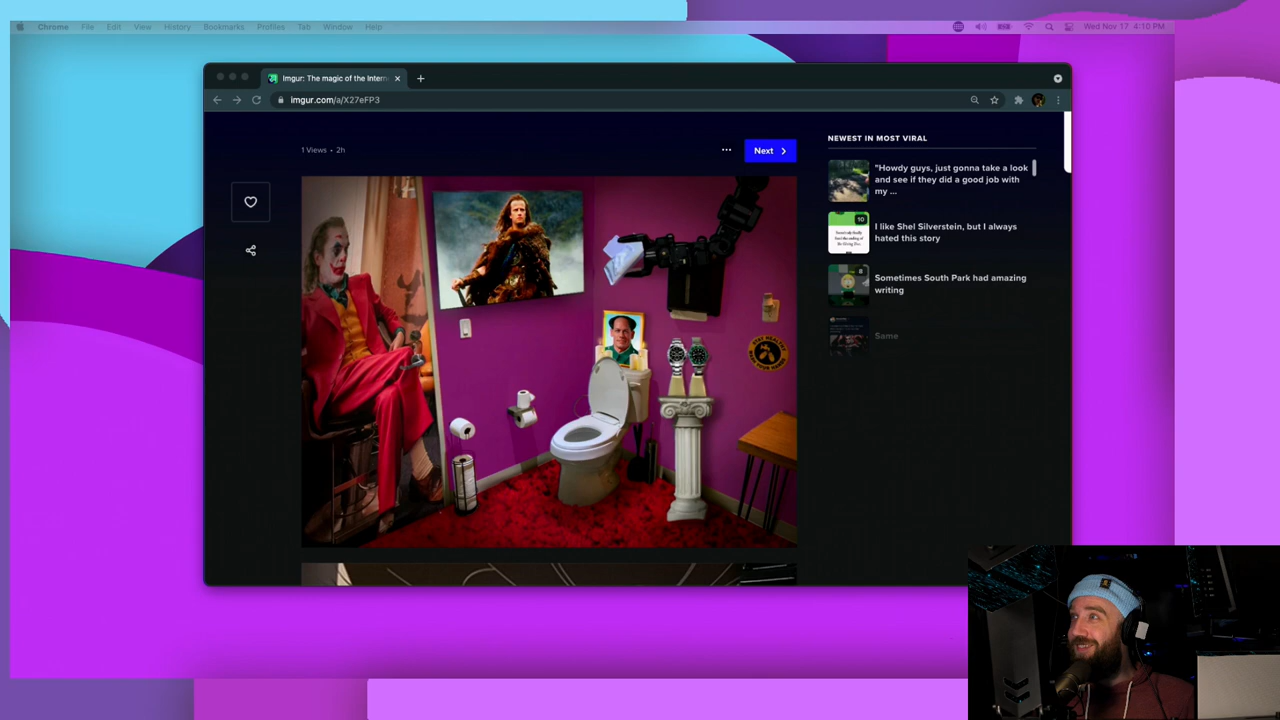 Chrome File Edit View History Bookmarks Profiles Tab Window Help
Wed Nov 17 4:10 PM
Imgur: The magic of the Intern
imgur.com/a/X27eFP3
1 Views • 2h
Next
NEWEST IN MOST VIRAL
"Howdy guys, just gonna take a look
and see if they did a good job with
my ...
10
I like Shel Silverstein, but I always
hated this story
8
Sometimes South Park had amazing
writing
Same